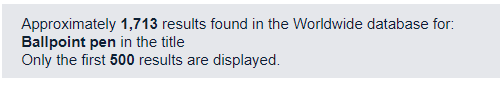 Approximately 1,713 results found in the Worldwide database for:
Ballpoint pen in the title
Only the first 500 results are displayed.